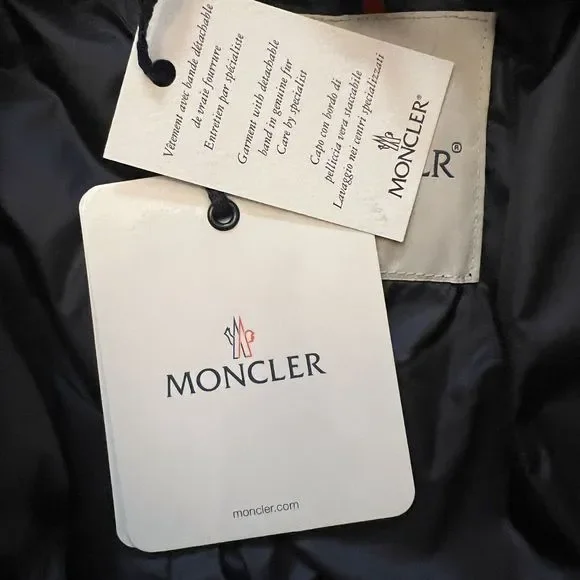 Vêtement avec bande détachable
de vraie fourrure
Entretien par spécialiste
Garment with detachable
band in genuine fur
Care by specialist
Capo con bordo di
pelliccia vera staccabile
Lavaggio nei centri specializzati
MONCLER®
LR®
MONCLER
moncler.com